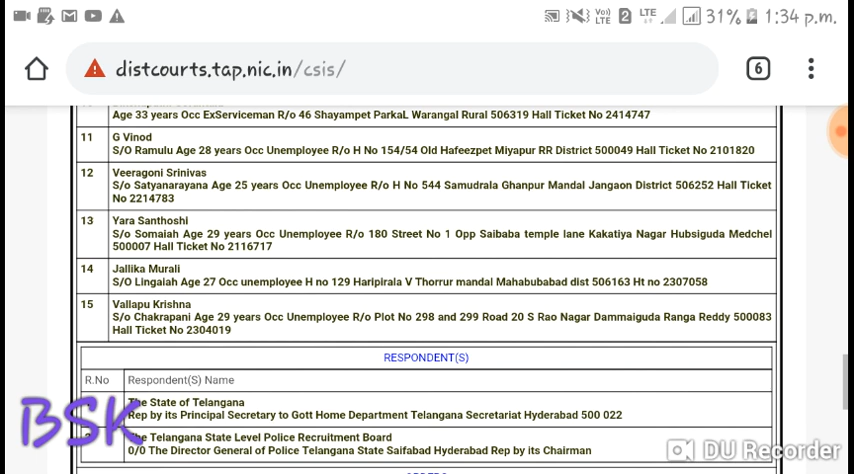 Vo)) LTE 2 LTE 31% 1:34 p.m.
distcourts.tap.nic.in/csis/ 6
Age 33 years Occ ExServiceman R/o 46 Shayampet ParkaL Warangal Rural 506319 Hall Ticket No 2414747
11 G Vinod
S/O Ramulu Age 28 years Occ Unemployee R/o H No 154/54 Old Hafeezpet Miyapur RR District 500049 Hall Ticket No 2101820
12 Veeragoni Srinivas
S/o Satyanarayana Age 25 years Occ Unemployee R/o H No 544 Samudrala Ghanpur Mandal Jangaon District 506252 Hall Ticket
No 2214783
13 Yara Santhoshi
S/o Somaiah Age 29 years Occ Unemployee R/o 180 Street No 1 Opp Saibaba temple lane Kakatiya Nagar Hubsiguda Medchel
500007 Hall Ticket No 2116717
14 Jallika Murali
S/O Lingaiah Age 27 Occ unemployee H no 129 Haripirala V Thorrur mandal Mahabubabad dist 506163 Ht no 2307058
15 Vallapu Krishna
S/o Chakrapani Age 29 years Occ Unemployee R/o Plot No 298 and 299 Road 20 S Rao Nagar Dammaiguda Ranga Reddy 500083
Hall Ticket No 2304019
RESPONDENT(S)
R.No Respondent(S) Name
The State of Telangana
Rep by its Principal Secretary to Gott Home Department Telangana Secretariat Hyderabad 500 022
The Telangana State Level Police Recruitment Board
0/0 The Director General of Police Telangana State Saifabad Hyderabad Rep by its Chairman
BSK
DU Recorder